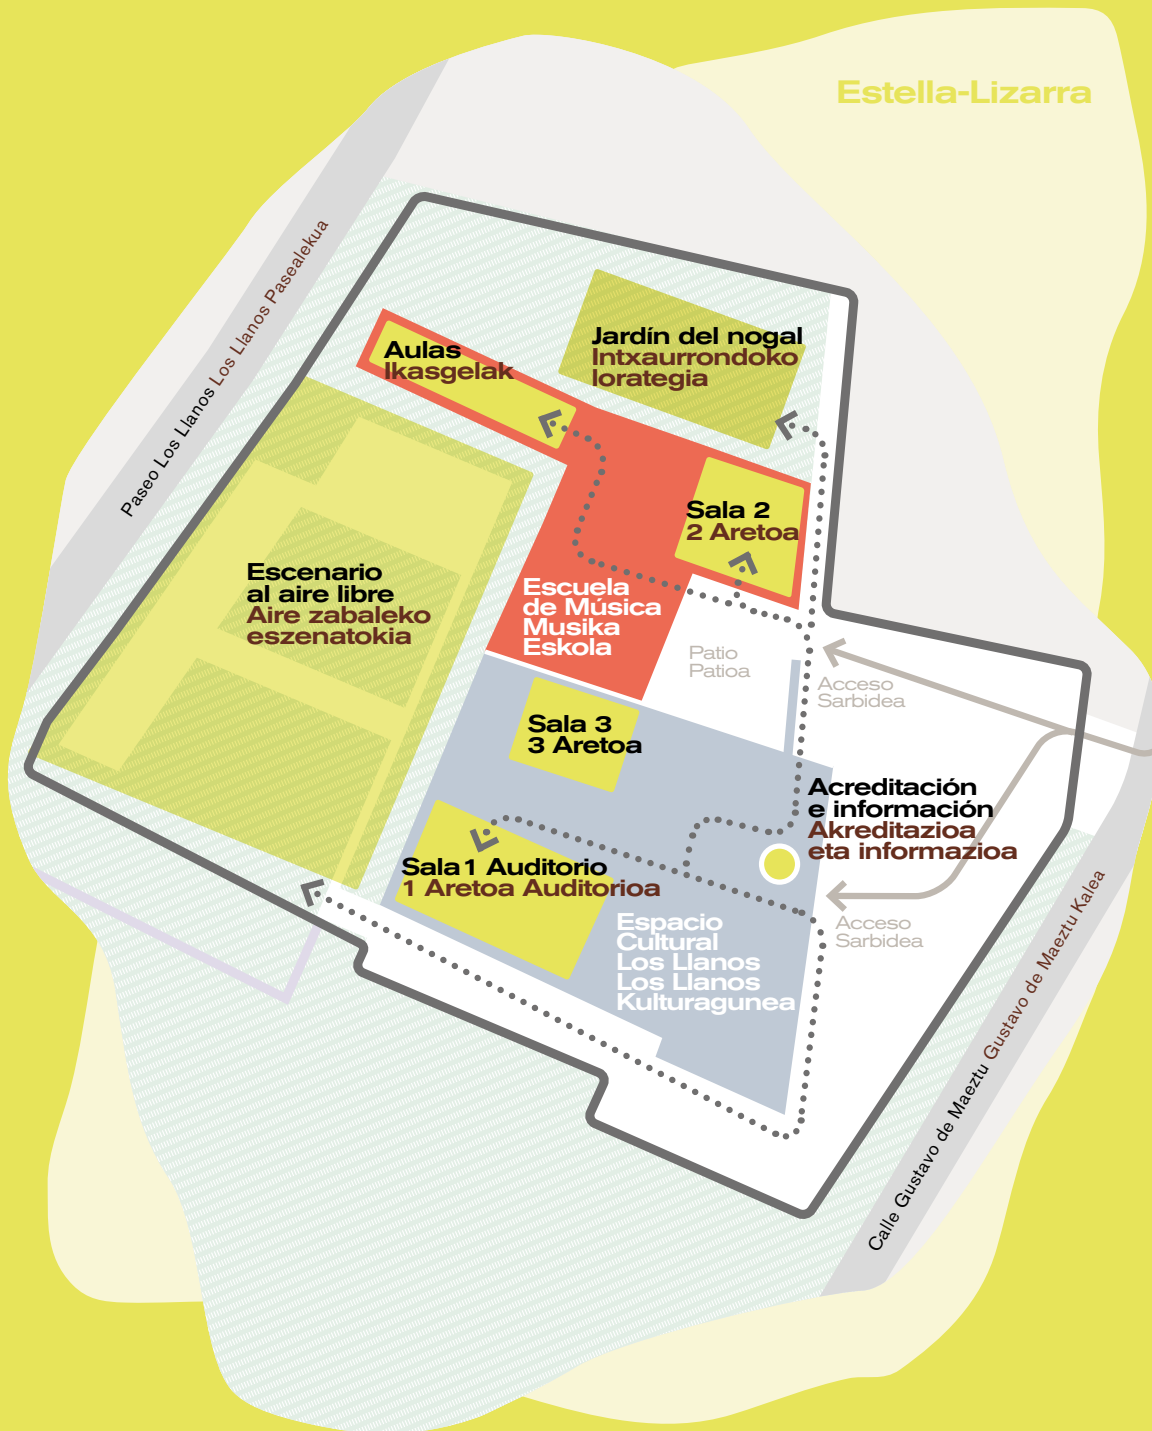 Estella-Lizarra
Paseo Los Llanos Los Llanos Pasealekua
Jardín del nogal
Intxaurrondoko
lorategia
Aulas
Ikasgelak
Sala 2
2 Aretoa
Escenario
al aire libre
Aire zabaleko
eszenatokia
Escuela
de Música
Musika
Eskola
Patio
Patioa
Acceso
Sarbidea
Sala 3
3 Aretoa
Acreditación
e información
Akreditazioa
eta informazioa
Sala 1 Auditorio
1 Aretoa Auditorioa
Espacio
Cultural
Los Llanos
Los Llanos
Kulturagunea
Acceso
Sarbidea
Calle Gustavo de Maeztu Gustavo de Maeztu Kalea